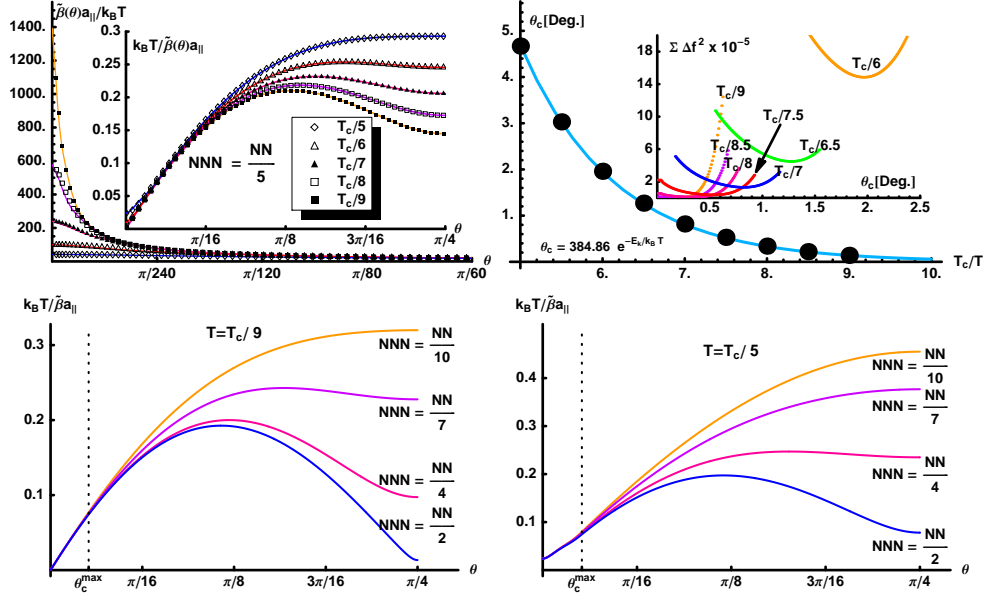 β̃(θ)a||/kBT
1400.
1000.
800.
600.
400.
200.
π/240
π/120
π/80
π/60
θ
kBT/β̃(θ)a||
0.3
0.2
0.15
0.1
0.05
π/16
π/8
3π/16
π/4
θ
NNN = NN/5
Tc/5
Tc/6
Tc/7
Tc/8
Tc/9
θc[Deg.]
5.
4.
3.
2.
1.
6.
7.
8.
9.
10.
Tc/T
θc = 384.86 e^-Ek/kBT
Σ Δf² x 10⁻⁵
18
14
10
6
2
0.5
1.0
1.5
2.0
2.5
θc[Deg.]
Tc/6
Tc/9
Tc/7.5
Tc/8.5
Tc/6.5
Tc/8
Tc/7
kBT/β̃a||
0.3
0.2
0.1
T=Tc/ 9
NNN = NN/10
NNN = NN/7
NNN = NN/4
NNN = NN/2
θc^max
π/16
π/8
3π/16
π/4
θ
kBT/β̃a||
0.4
0.3
0.2
0.1
T=Tc/ 5
NNN = NN/10
NNN = NN/7
NNN = NN/4
NNN = NN/2
θc^max
π/16
π/8
3π/16
π/4
θ